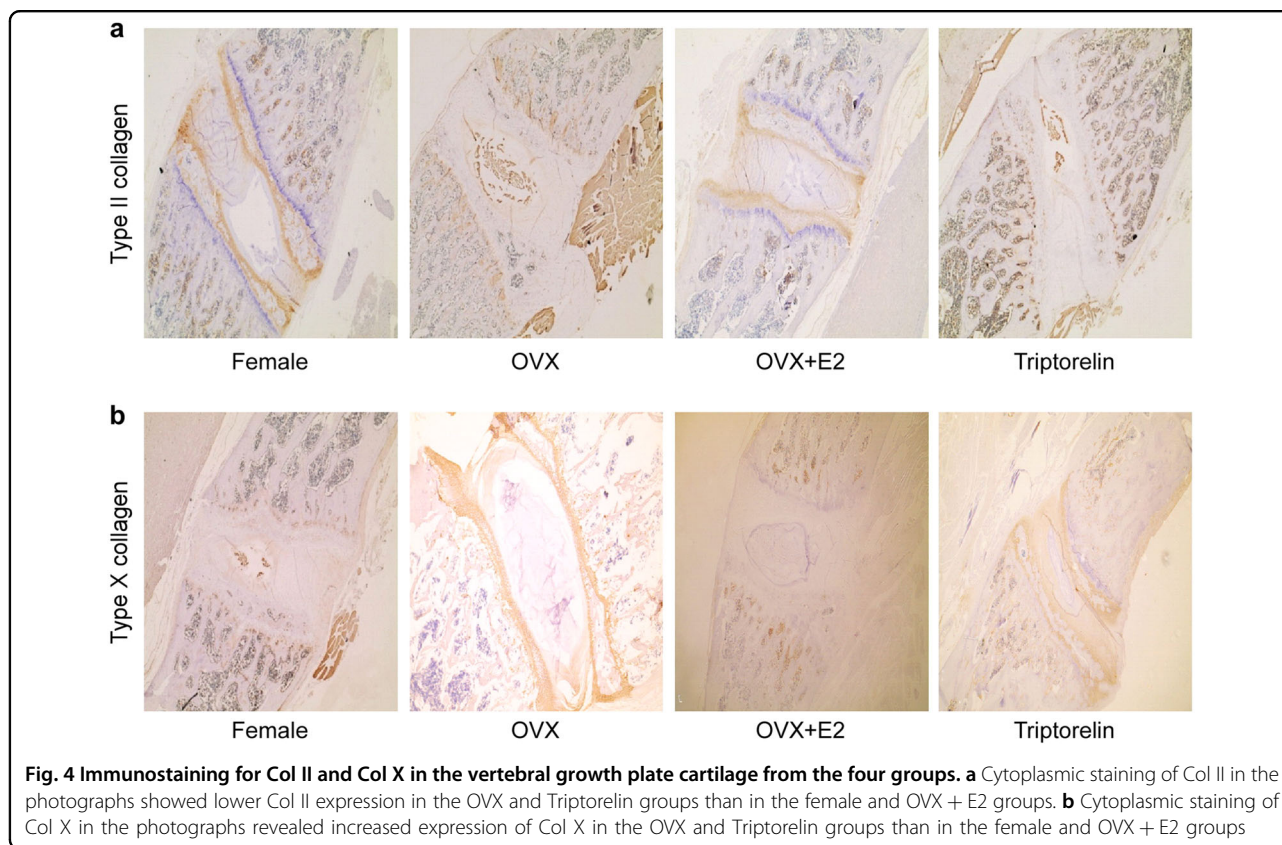 a
Type II collagen
Female OVX OVX+E2 Triptorelin
b
Type X collagen
Female OVX OVX+E2 Triptorelin
Fig. 4 Immunostaining for Col II and Col X in the vertebral growth plate cartilage from the four groups. a Cytoplasmic staining of Col II in the
photographs showed lower Col II expression in the OVX and Triptorelin groups than in the female and OVX + E2 groups. b Cytoplasmic staining of
Col X in the photographs revealed increased expression of Col X in the OVX and Triptorelin groups than in the female and OVX + E2 groups